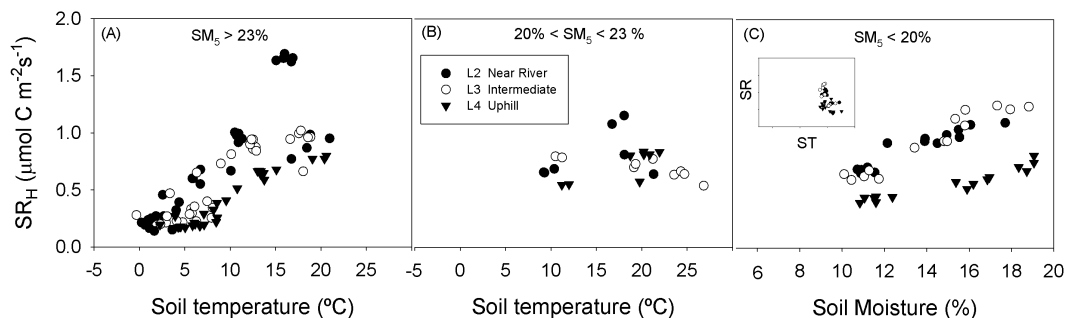 (A) SM5 > 23%
(B) 20% < SM5 < 23 %
(C) SM5 < 20%
L2 Near River
L3 Intermediate
L4 Uphill
SR
ST
SRH (μmol C m-2s-1)
2.0
1.5
1.0
0.5
0.0
-5 0 5 10 15 20 25
-5 0 5 10 15 20 25
-5 6 8 10 12 14 16 18 20
Soil temperature (ºC)
Soil temperature (ºC)
Soil Moisture (%)